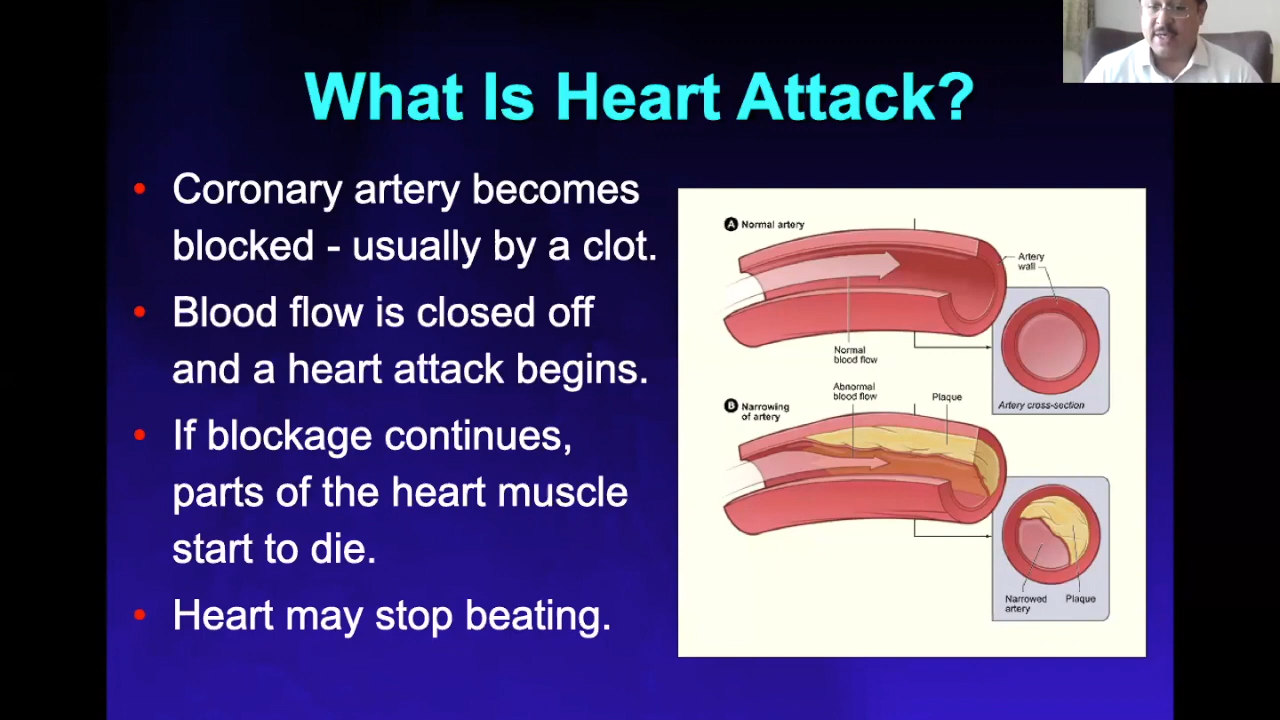 What Is Heart Attack?
• Coronary artery becomes
blocked - usually by a clot.
• Blood flow is closed off
and a heart attack begins.
• If blockage continues,
parts of the heart muscle
start to die.
• Heart may stop beating.
A Normal artery
Artery
wall
Normal
blood flow
Artery cross-section
B Narrowing
of artery
Abnormal
blood flow
Plaque
Narrowed
artery
Plaque